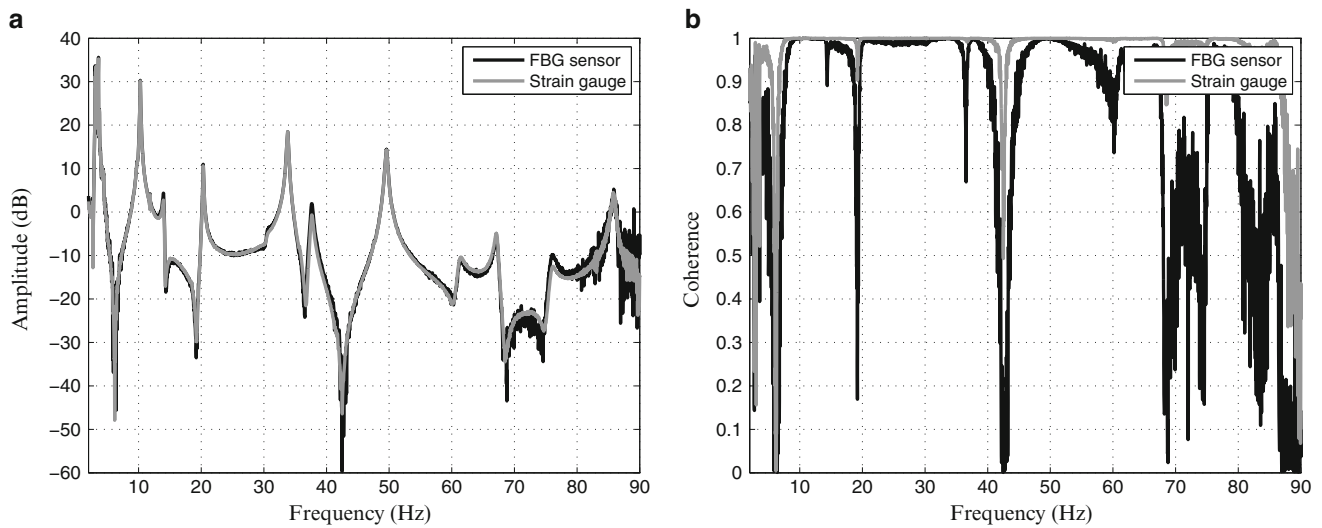 a
40
30
20
10
0
−10
−20
−30
−40
−50
−60
Amplitude (dB)
10 20 30 40 50 60 70 80 90
Frequency (Hz)
FBG sensor
Strain gauge
b
1
0.9
0.8
0.7
0.6
0.5
0.4
0.3
0.2
0.1
0
Coherence
10 20 30 40 50 60 70 80 90
Frequency (Hz)
FBG sensor
Strain gauge